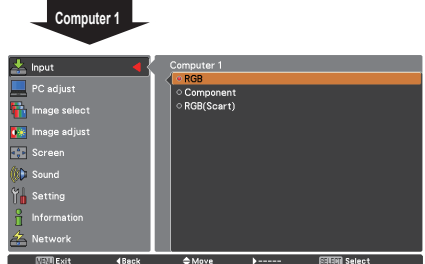 Computer 1
Input
PC adjust
Image select
Image adjust
Screen
Sound
Setting
Information
Network
Computer 1
RGB
Component
RGB(Scart)
MENU Exit ◀Back Move ▶----- SELECT Select